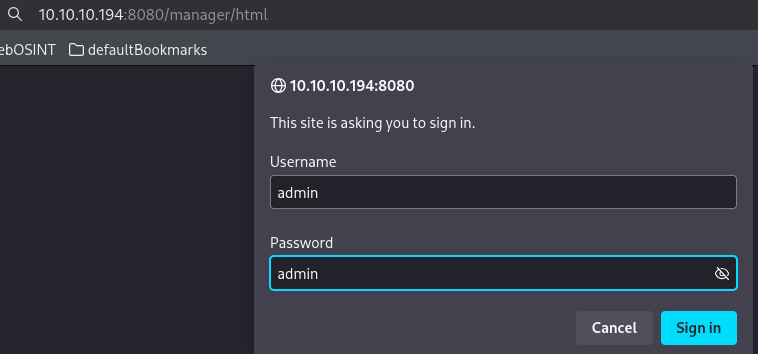 10.10.10.194:8080/manager/html
ebOSINT defaultBookmarks
10.10.10.194:8080
This site is asking you to sign in.
Username
admin
Password
admin
Cancel Sign in